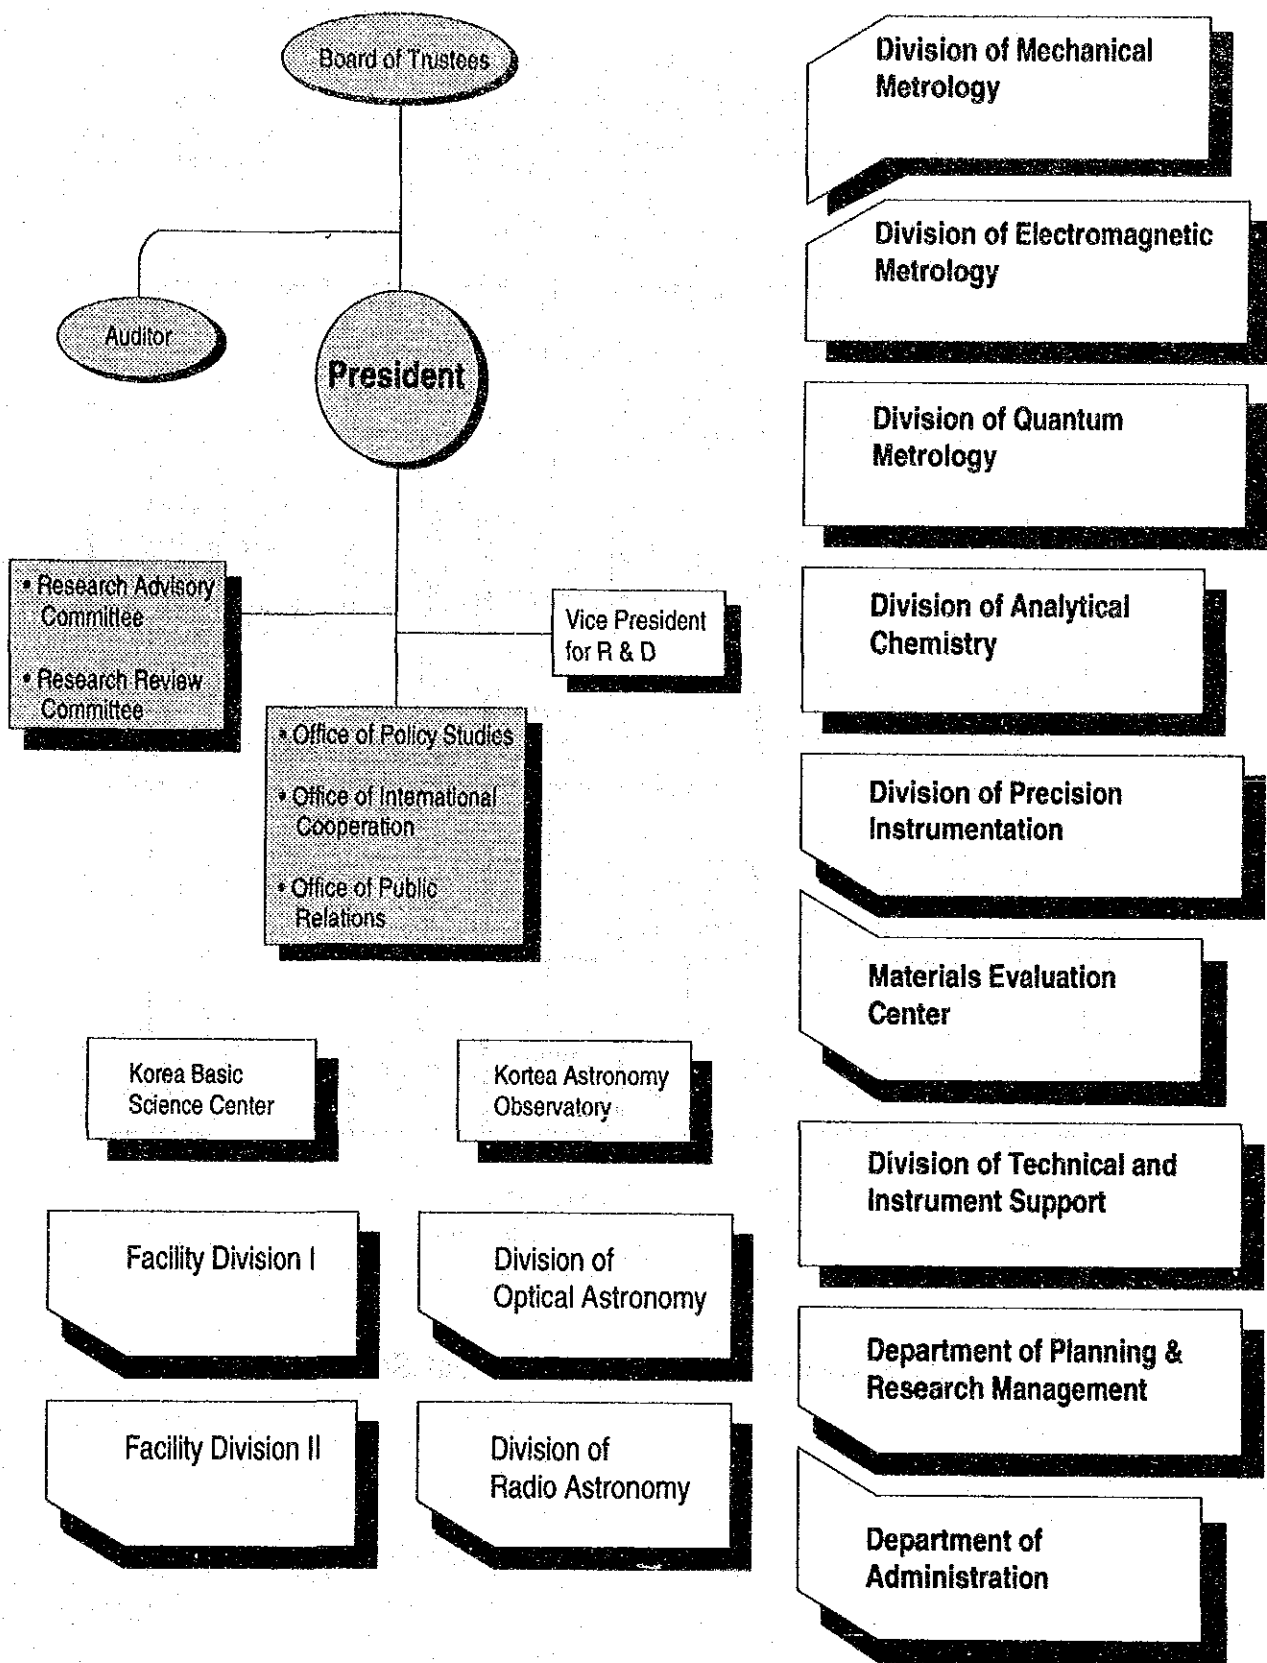 Board of Trustees
Auditor
President
• Research Advisory
Committee
• Research Review
Committee
Vice President
for R & D
• Office of Policy Studies
• Office of International
Cooperation
• Office of Public
Relations
Korea Basic
Science Center
Kortea Astronomy
Observatory
Facility Division I
Division of
Optical Astronomy
Facility Division II
Division of
Radio Astronomy
Division of Mechanical
Metrology
Division of Electromagnetic
Metrology
Division of Quantum
Metrology
Division of Analytical
Chemistry
Division of Precision
Instrumentation
Materials Evaluation
Center
Division of Technical and
Instrument Support
Department of Planning &
Research Management
Department of
Administration